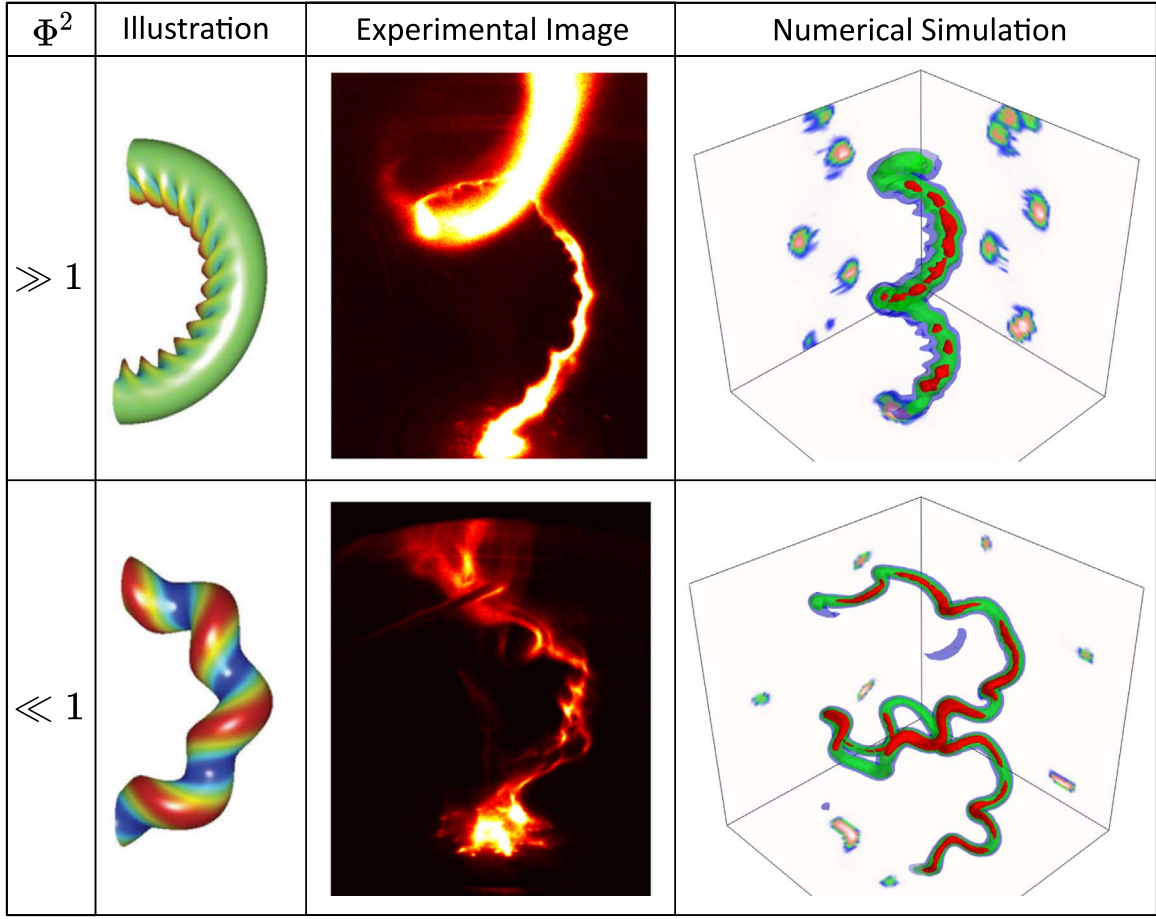 Φ² Illustration Experimental Image Numerical Simulation
≫ 1
≪ 1